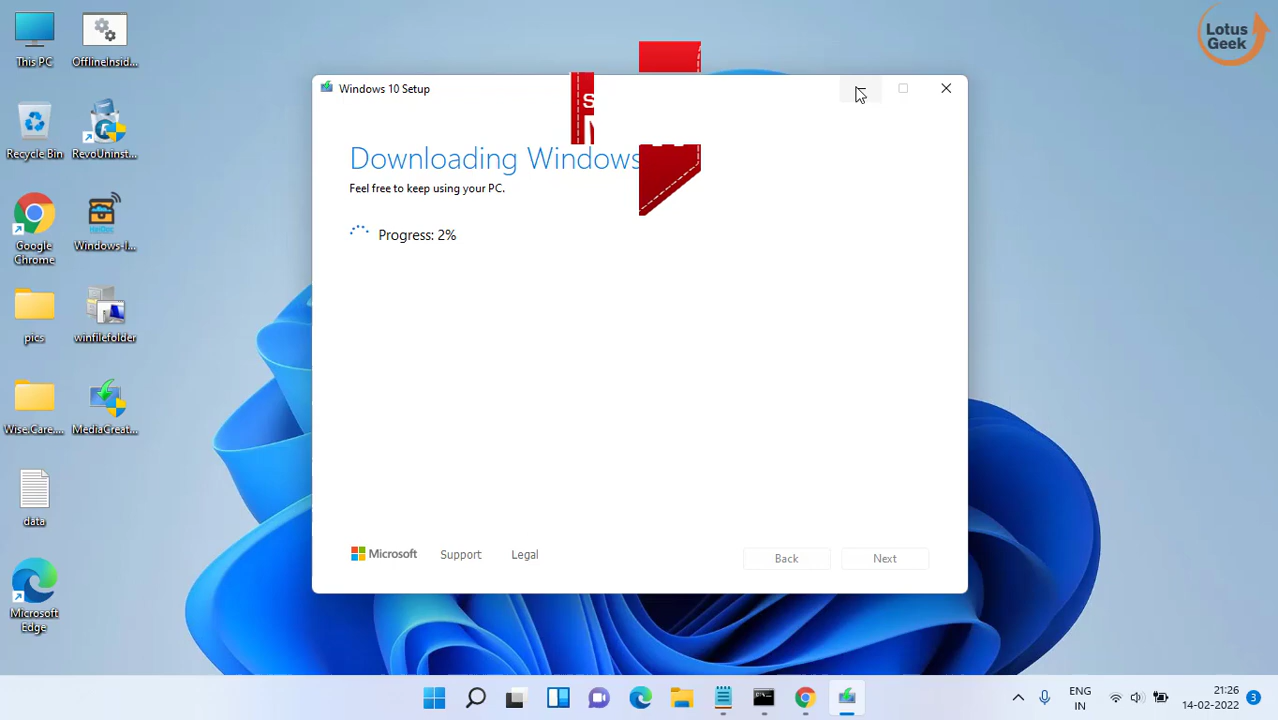 This PC
OfflineInsid...
Lotus
Geek
Windows 10 Setup
S
Downloading Windows
Feel free to keep using your PC.
Recycle Bin
RevoUninst...
Progress: 2%
Google
Chrome
Windows-I...
pics
winfilefolder
Wise.Care....
MediaCreat...
data
Microsoft
Support
Legal
Back
Next
Microsoft
Edge
ENG
IN
21:26
14-02-2022
3